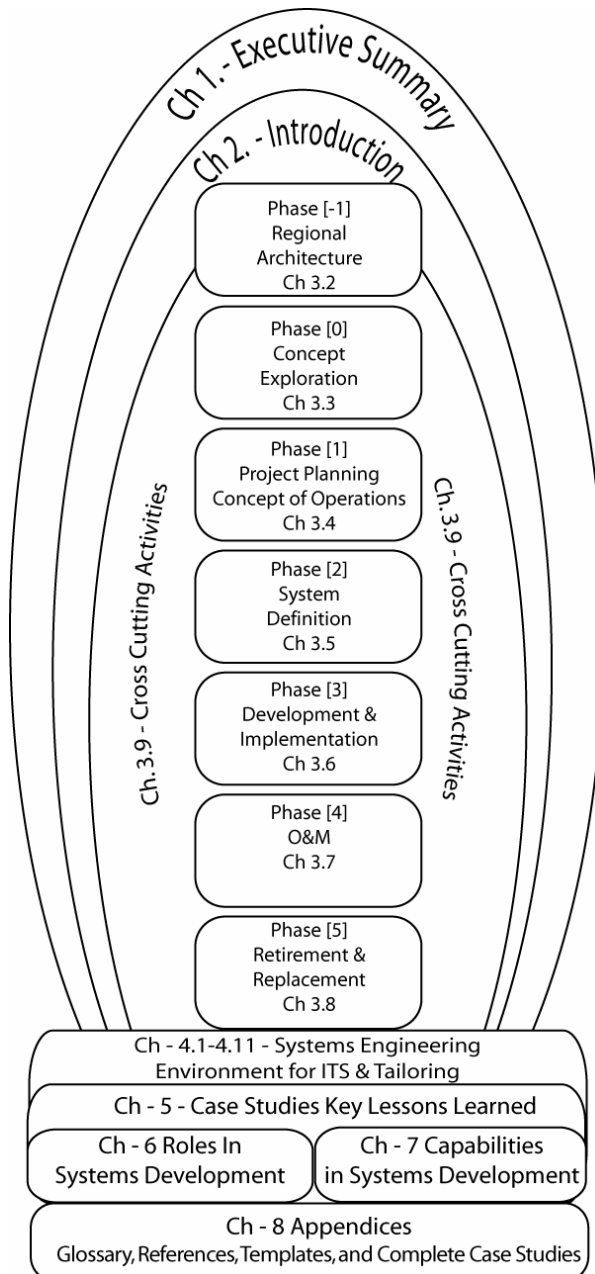 Ch 1.- Executive Summary
Ch 2. - Introduction
Phase [-1]
Regional
Architecture
Ch 3.2
Phase [0]
Concept
Exploration
Ch 3.3
Phase [1]
Project Planning
Concept of Operations
Ch 3.4
Phase [2]
System
Definition
Ch 3.5
Phase [3]
Development &
Implementation
Ch 3.6
Phase [4]
O&M
Ch 3.7
Phase [5]
Retirement &
Replacement
Ch 3.8
Ch.3.9 - Cross Cutting Activities
Ch. 3.9 - Cross Cutting Activities
Ch - 4.1-4.11 - Systems Engineering
Environment for ITS & Tailoring
Ch - 5 - Case Studies Key Lessons Learned
Ch - 6 Roles In
Systems Development
Ch - 7 Capabilities
in Systems Development
Ch - 8 Appendices
Glossary, References, Templates, and Complete Case Studies